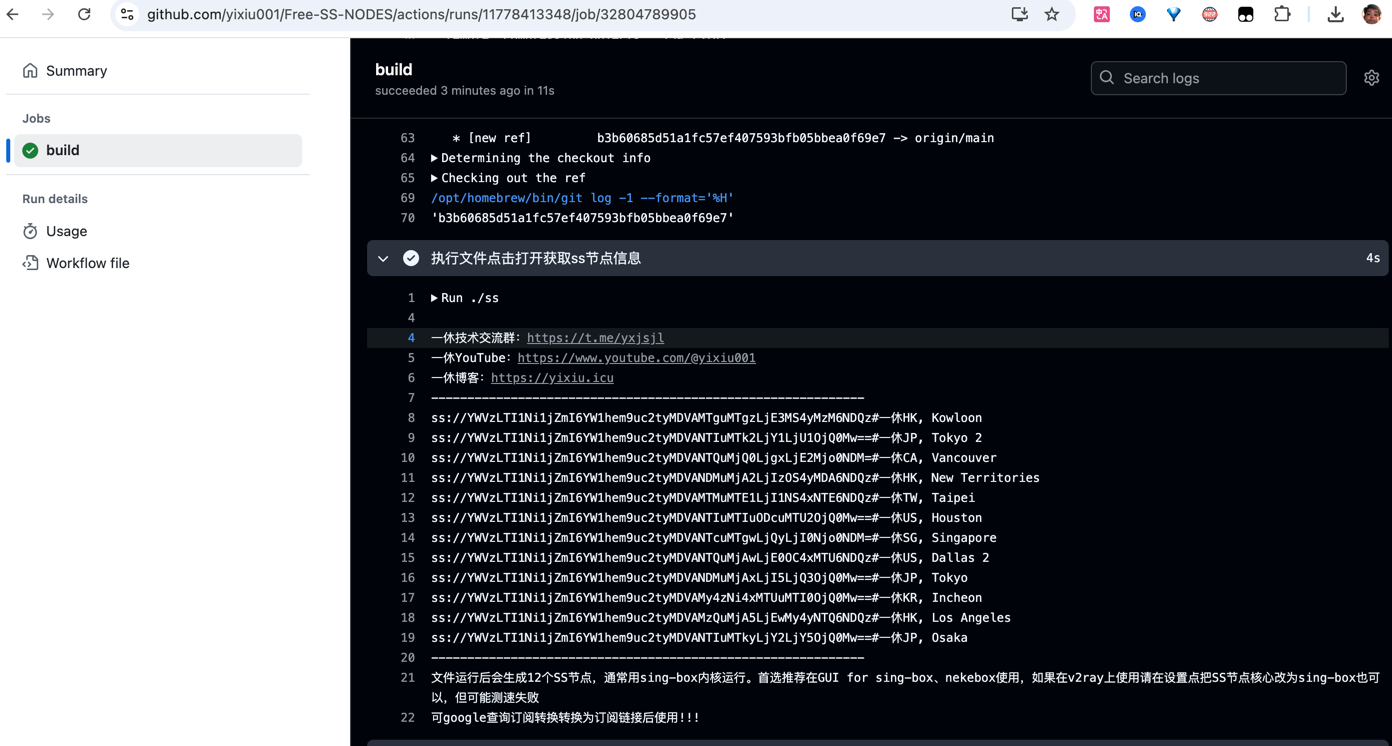 github.com/yixiu001/Free-SS-NODES/actions/runs/11778413348/job/32804789905
Summary
Jobs
build
Run details
Usage
Workflow file
build
succeeded 3 minutes ago in 11s
Search logs
63 * [new ref] b3b60685d51a1fc57ef407593bfb05bbea0f69e7 -> origin/main
64 Determining the checkout info
65 Checking out the ref
69 /opt/homebrew/bin/git log -1 --format='%H'
70 'b3b60685d51a1fc57ef407593bfb05bbea0f69e7'
执行文件点击打开获取ss节点信息 4s
1 Run ./ss
4
4 一休技术交流群：https://t.me/yxjsjl
5 一休YouTube：https://www.youtube.com/@yixiu001
6 一休博客：https://yixiu.icu
7 ------------------------------------------------------------
8 ss://YWVzLTI1Ni1jZmI6YW1hem9uc2tyMDVAMTguMTgzLjE3MS4yMzM6NDQz#一休HK, Kowloon
9 ss://YWVzLTI1Ni1jZmI6YW1hem9uc2tyMDVANTIuMTk2LjY1LjU1OjQ0Mw==#一休JP, Tokyo 2
10 ss://YWVzLTI1Ni1jZmI6YW1hem9uc2tyMDVANTQuMjQ0LjgxLjE2Mjo0NDM=#一休CA, Vancouver
11 ss://YWVzLTI1Ni1jZmI6YW1hem9uc2tyMDVANDMuMjA2LjIzOS4yMDA6NDQz#一休HK, New Territories
12 ss://YWVzLTI1Ni1jZmI6YW1hem9uc2tyMDVAMTMuMTE1LjI1NS4xNTE6NDQz#一休TW, Taipei
13 ss://YWVzLTI1Ni1jZmI6YW1hem9uc2tyMDVANTIuMTIuODcuMTU2OjQ0Mw==#一休US, Houston
14 ss://YWVzLTI1Ni1jZmI6YW1hem9uc2tyMDVANTcuMTgwLjQyLjI0Njo0NDM=#一休SG, Singapore
15 ss://YWVzLTI1Ni1jZmI6YW1hem9uc2tyMDVANTQuMjAwLjE0OC4xMTU6NDQz#一休US, Dallas 2
16 ss://YWVzLTI1Ni1jZmI6YW1hem9uc2tyMDVANDMuMjAxLjI5LjQ3OjQ0Mw==#一休JP, Tokyo
17 ss://YWVzLTI1Ni1jZmI6YW1hem9uc2tyMDVAMy4zNi4xMTUuMTI0OjQ0Mw==#一休KR, Incheon
18 ss://YWVzLTI1Ni1jZmI6YW1hem9uc2tyMDVAMzQuMjA5LjEwMy4yNTQ6NDQz#一休HK, Los Angeles
19 ss://YWVzLTI1Ni1jZmI6YW1hem9uc2tyMDVANTIuMTkyLjY2LjY5OjQ0Mw==#一休JP, Osaka
20 ------------------------------------------------------------
21 文件运行后会生成12个SS节点，通常用sing-box内核运行。首选推荐在GUI for sing-box、nekebox使用，如果在v2ray上使用请在设置点把SS节点核心改为sing-box也可
以，但可能测速失败
22 可google查询订阅转换转换为订阅链接后使用!!!